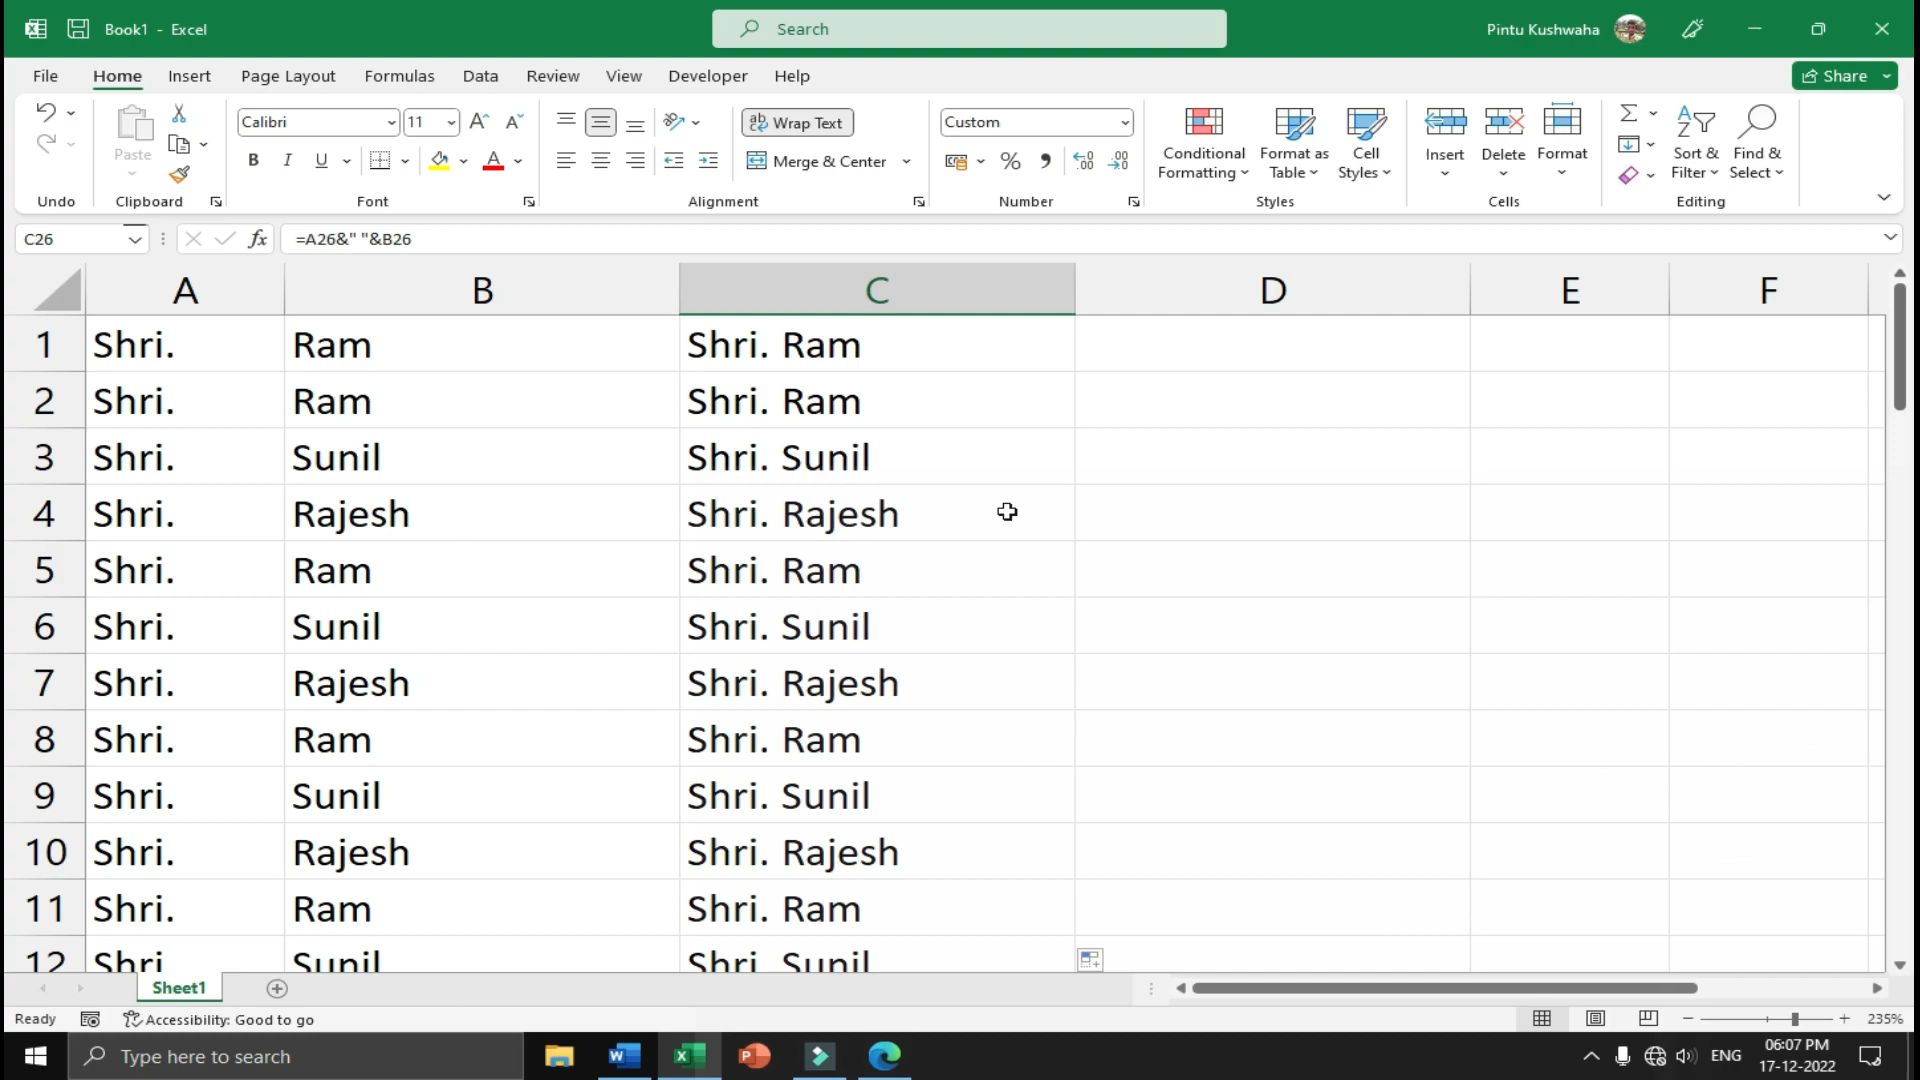 Book1 - Excel
Search
Pintu Kushwaha
File Home Insert Page Layout Formulas Data Review View Developer Help
Share
Calibri 11
Wrap Text
Custom
Paste
B I U
Merge & Center
Conditional Formatting
Format as Table
Cell Styles
Insert Delete Format
Sort & Filter
Find & Select
Undo Clipboard Font Alignment Number Styles Cells Editing
C26 fx =A26&" "&B26
A B C D E F
1 Shri. Ram Shri. Ram
2 Shri. Ram Shri. Ram
3 Shri. Sunil Shri. Sunil
4 Shri. Rajesh Shri. Rajesh
5 Shri. Ram Shri. Ram
6 Shri. Sunil Shri. Sunil
7 Shri. Rajesh Shri. Rajesh
8 Shri. Ram Shri. Ram
9 Shri. Sunil Shri. Sunil
10 Shri. Rajesh Shri. Rajesh
11 Shri. Ram Shri. Ram
12 Shri. Sunil Shri. Sunil
Sheet1
Ready Accessibility: Good to go 235%
Type here to search
ENG
06:07 PM
17-12-2022